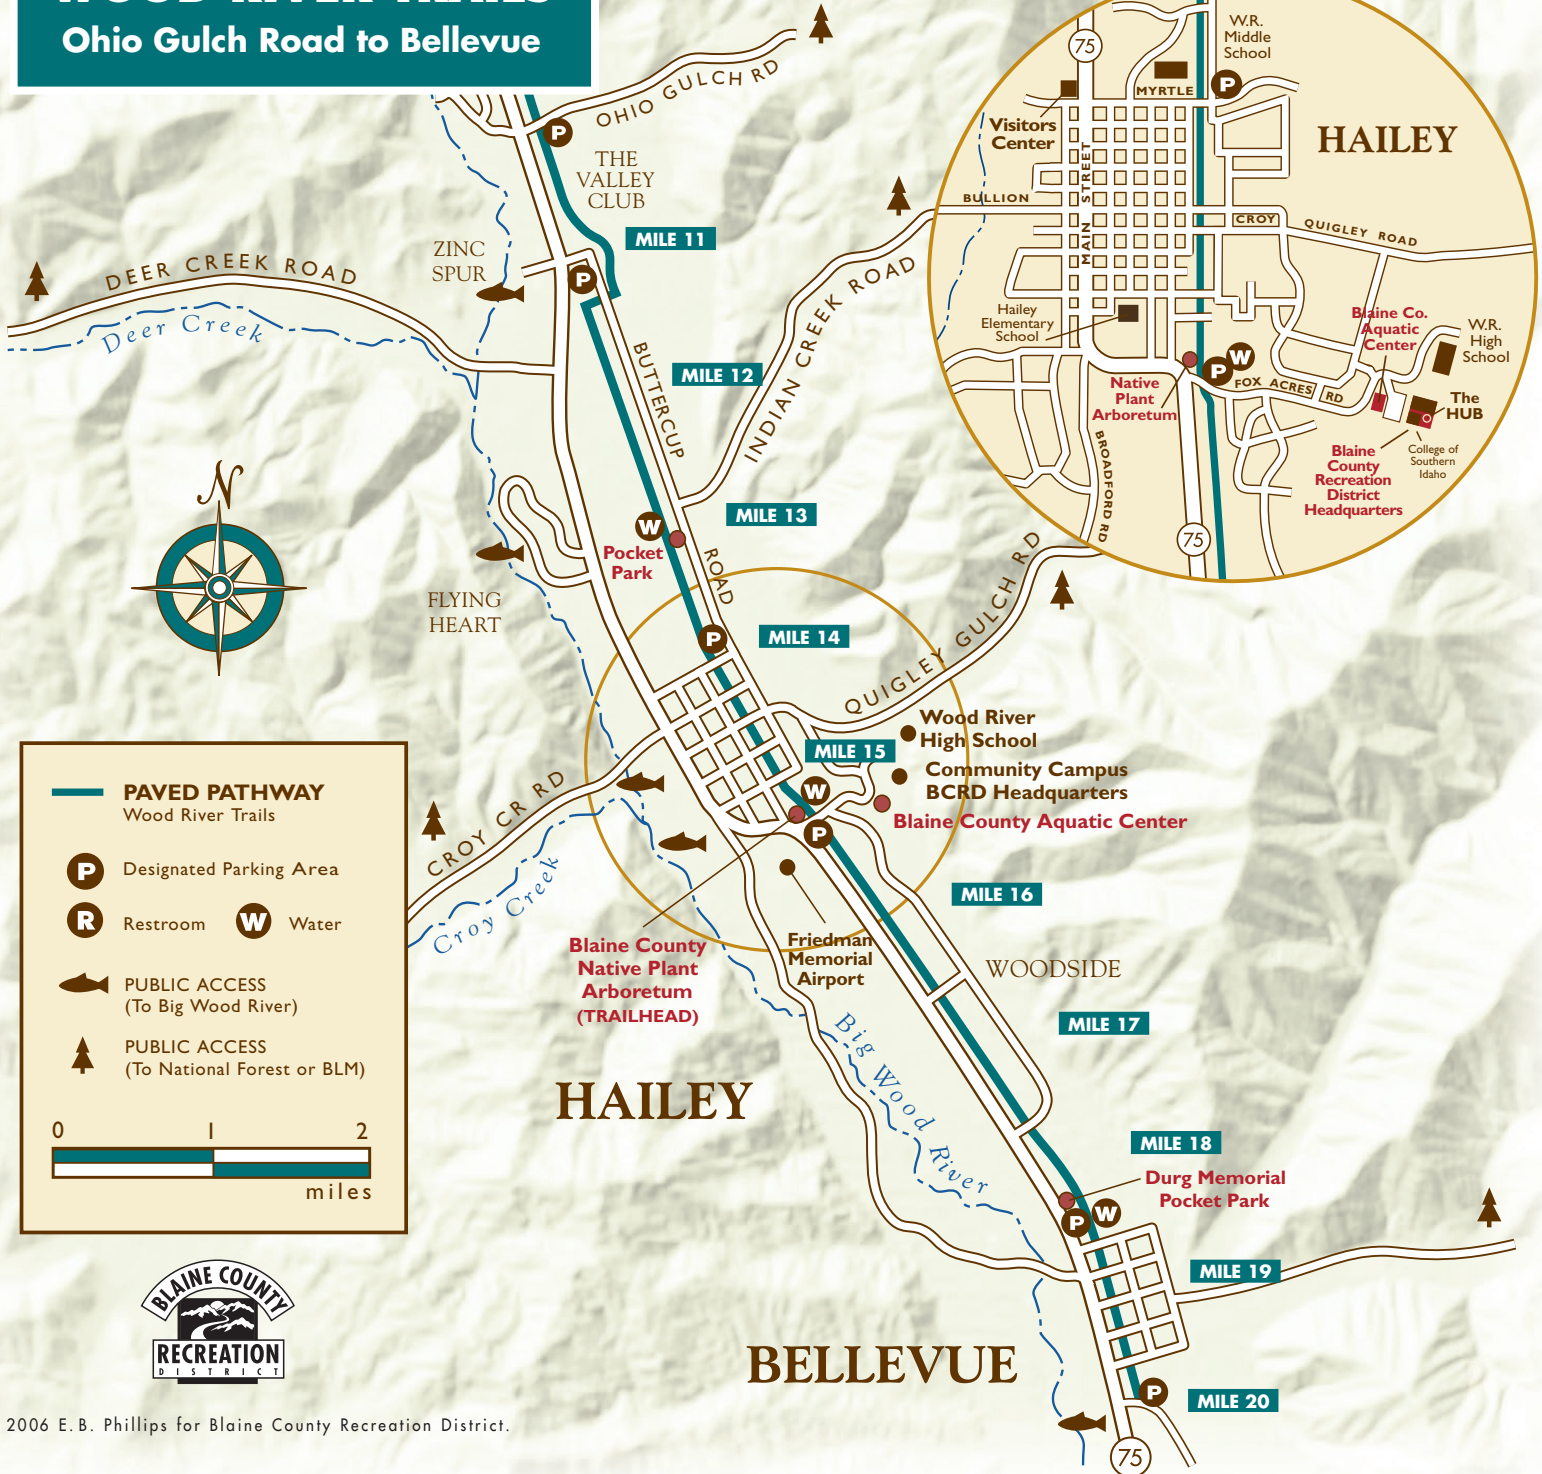 WOOD RIVER TRAILS
Ohio Gulch Road to Bellevue
OHIO GULCH RD
P
THE
VALLEY
CLUB
MILE 11
ZINC
SPUR
P
DEER CREEK ROAD
Deer Creek
BUTTERCUP
ROAD
MILE 12
INDIAN CREEK ROAD
MILE 13
W
Pocket
Park
N
FLYING
HEART
P
MILE 14
QUIGLEY GULCH RD
Wood River
High School
MILE 15
Community Campus
BCRD Headquarters
W
Blaine County Aquatic Center
P
CROY CR RD
Croy Creek
MILE 16
Blaine County
Native Plant
Arboretum
(TRAILHEAD)
Friedman
Memorial
Airport
WOODSIDE
MILE 17
Big Wood River
HAILEY
MILE 18
Durg Memorial
Pocket Park
P
W
MILE 19
BELLEVUE
P
MILE 20
75
HAILEY
75
W.R.
Middle
School
MYRTLE
P
Visitors
Center
MAIN STREET
BULLION
CROY
QUIGLEY ROAD
Hailey
Elementary
School
Blaine Co.
Aquatic
Center
W.R.
High
School
W
P
Native
Plant
Arboretum
FOX ACRES RD
The
HUB
BROADFORD RD
Blaine
County
Recreation
District
Headquarters
College of
Southern
Idaho
75
PAVED PATHWAY
Wood River Trails
P Designated Parking Area
R Restroom W Water
PUBLIC ACCESS
(To Big Wood River)
PUBLIC ACCESS
(To National Forest or BLM)
0 1 2
miles
BLAINE COUNTY
RECREATION
DISTRICT
2006 E.B. Phillips for Blaine County Recreation District.